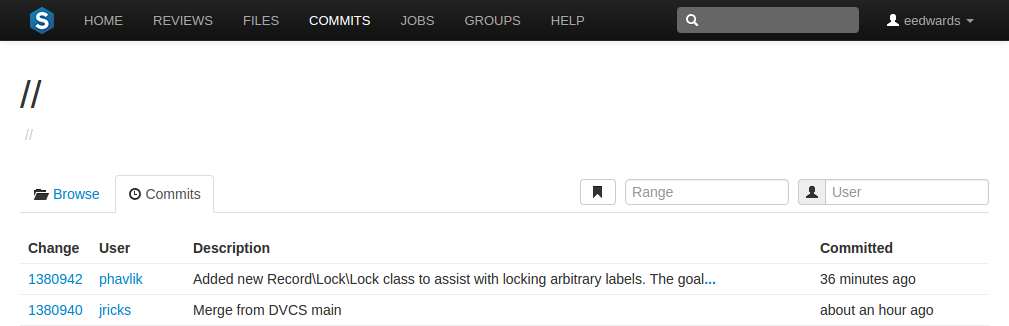 S HOME REVIEWS FILES COMMITS JOBS GROUPS HELP eedwards
//
//
Browse Commits Range User
Change User Description Committed
1380942 phavlik Added new Record\Lock\Lock class to assist with locking arbitrary labels. The goal... 36 minutes ago
1380940 jricks Merge from DVCS main about an hour ago